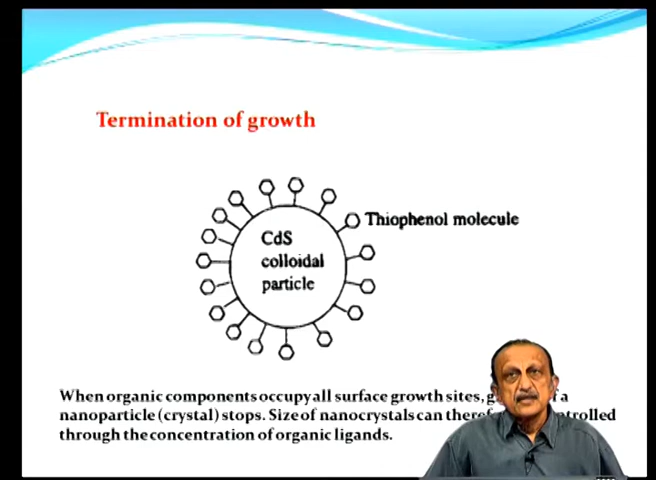 Termination of growth
Thiophenol molecule
CdS
colloidal
particle
When organic components occupy all surface growth sites, a
nanoparticle (crystal) stops. Size of nanocrystals can
through the concentration of organic ligands.